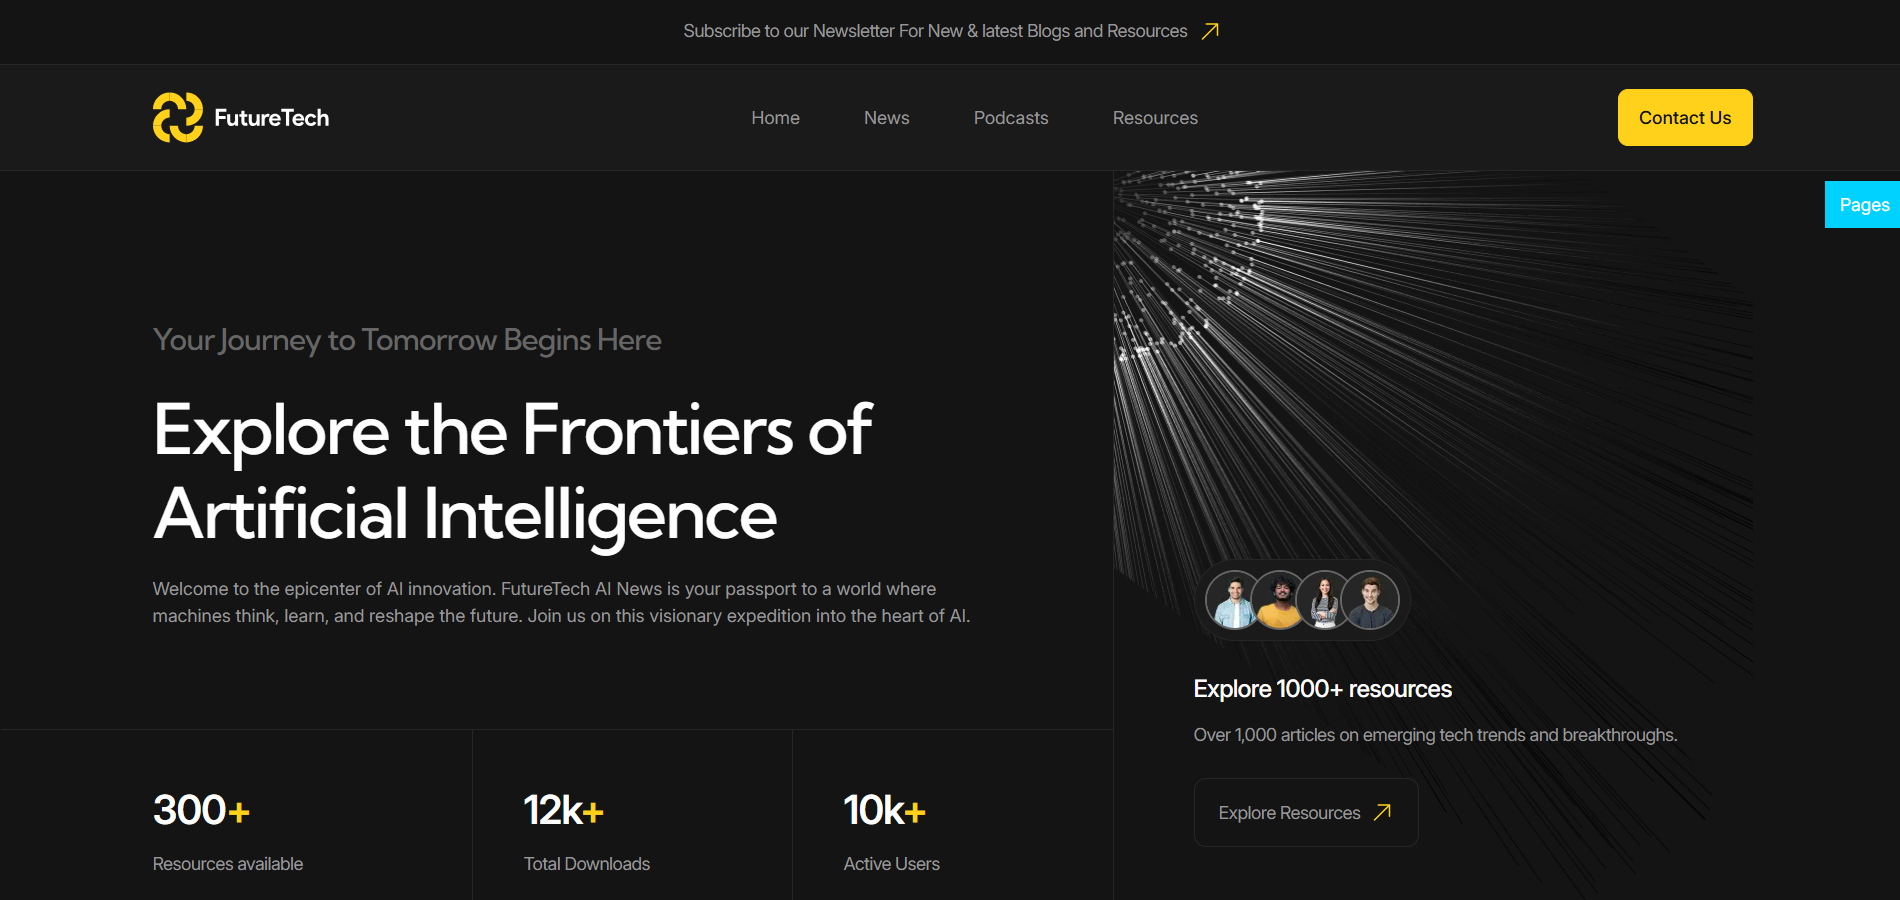 Subscribe to our Newsletter For New & latest Blogs and Resources
FutureTech
Home
News
Podcasts
Resources
Contact Us
Pages
Your Journey to Tomorrow Begins Here
Explore the Frontiers of
Artificial Intelligence
Welcome to the epicenter of AI innovation. FutureTech AI News is your passport to a world where
machines think, learn, and reshape the future. Join us on this visionary expedition into the heart of AI.
300+
Resources available
12k+
Total Downloads
10k+
Active Users
Explore 1000+ resources
Over 1,000 articles on emerging tech trends and breakthroughs.
Explore Resources